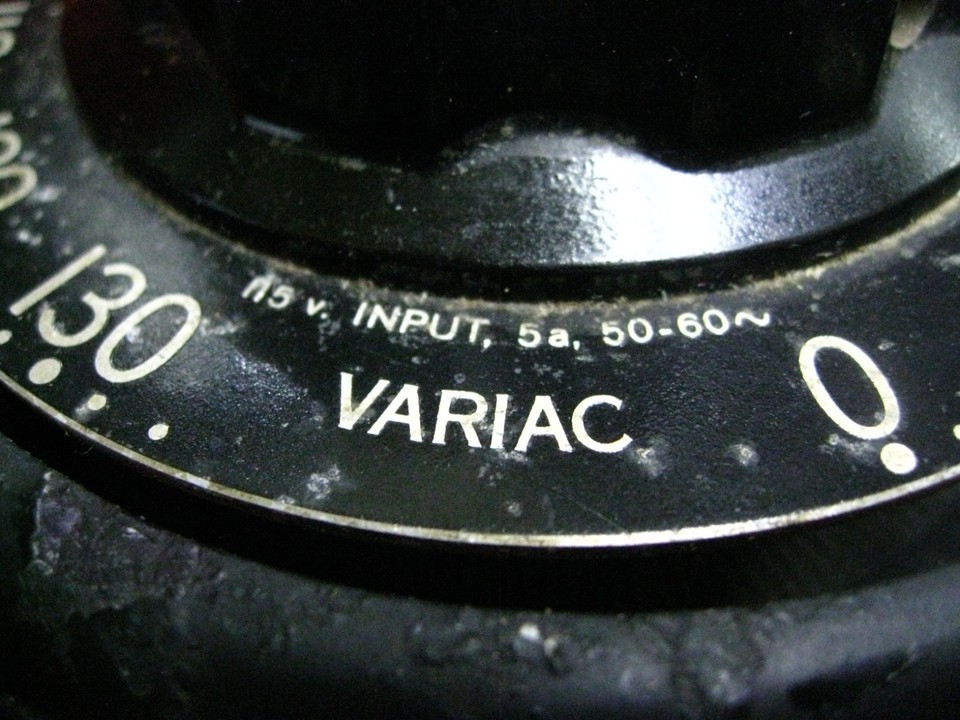 130
115 v. INPUT, 5a, 50-60~
VARIAC
0